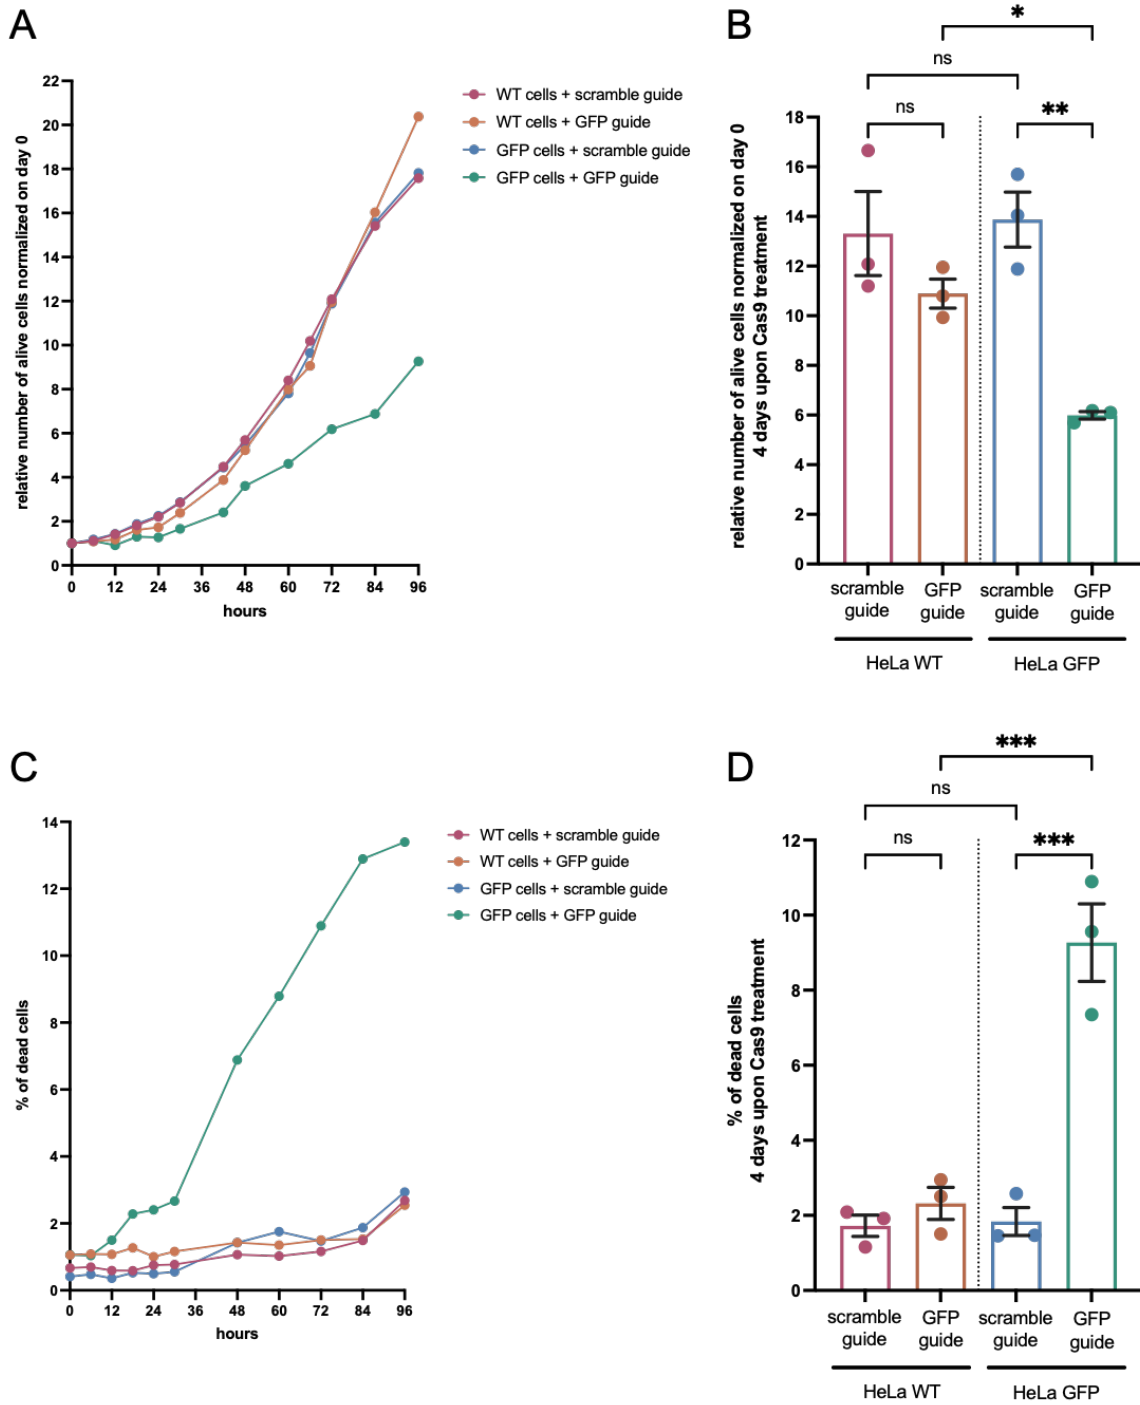 A
relative number of alive cells normalized on day 0
22
20
18
16
14
12
10
8
6
4
2
0
0 12 24 36 48 60 72 84 96
hours
WT cells + scramble guide
WT cells + GFP guide
GFP cells + scramble guide
GFP cells + GFP guide
B
*
ns
ns
**
relative number of alive cells normalized on day 0
4 days upon Cas9 treatment
18
16
14
12
10
8
6
4
2
0
scramble guide
GFP guide
scramble guide
GFP guide
HeLa WT
HeLa GFP
C
% of dead cells
14
12
10
8
6
4
2
0
0 12 24 36 48 60 72 84 96
hours
WT cells + scramble guide
WT cells + GFP guide
GFP cells + scramble guide
GFP cells + GFP guide
D
***
ns
ns
***
% of dead cells
4 days upon Cas9 treatment
12
10
8
6
4
2
0
scramble guide
GFP guide
scramble guide
GFP guide
HeLa WT
HeLa GFP